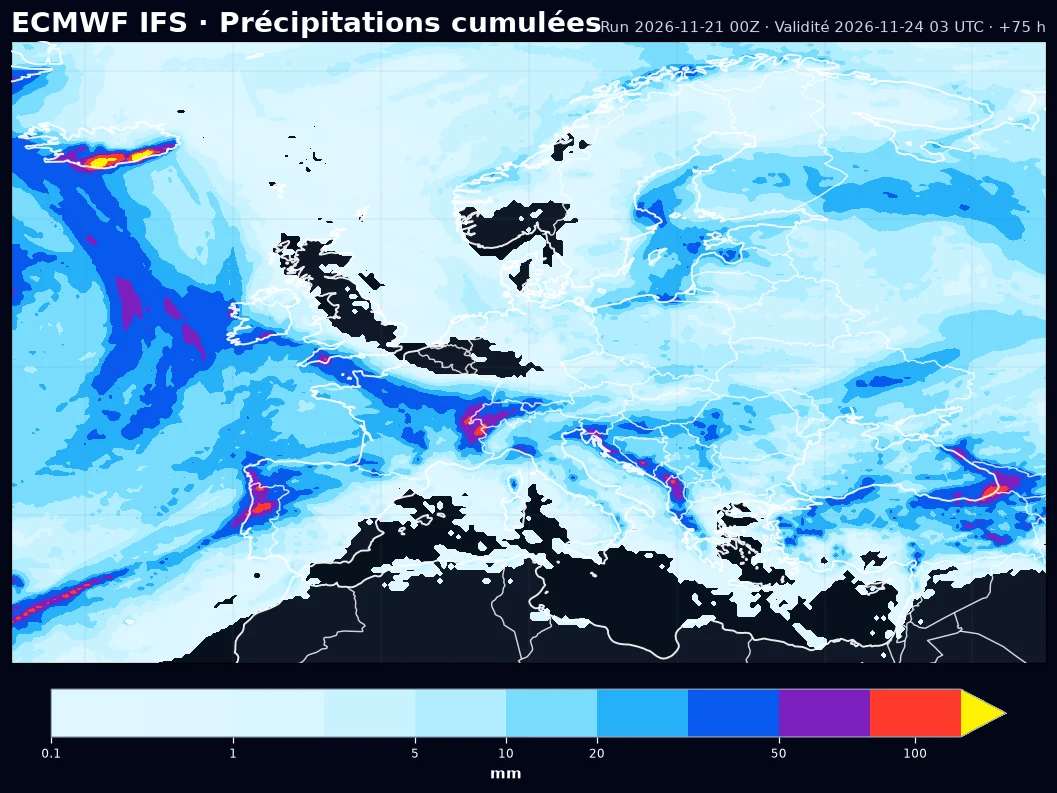 ECMWF IFS · Précipitations cumulées
Run 2026-11-21 00Z · Validité 2026-11-24 03 UTC · +75 h
0.1 1 5 10 20 50 100
mm